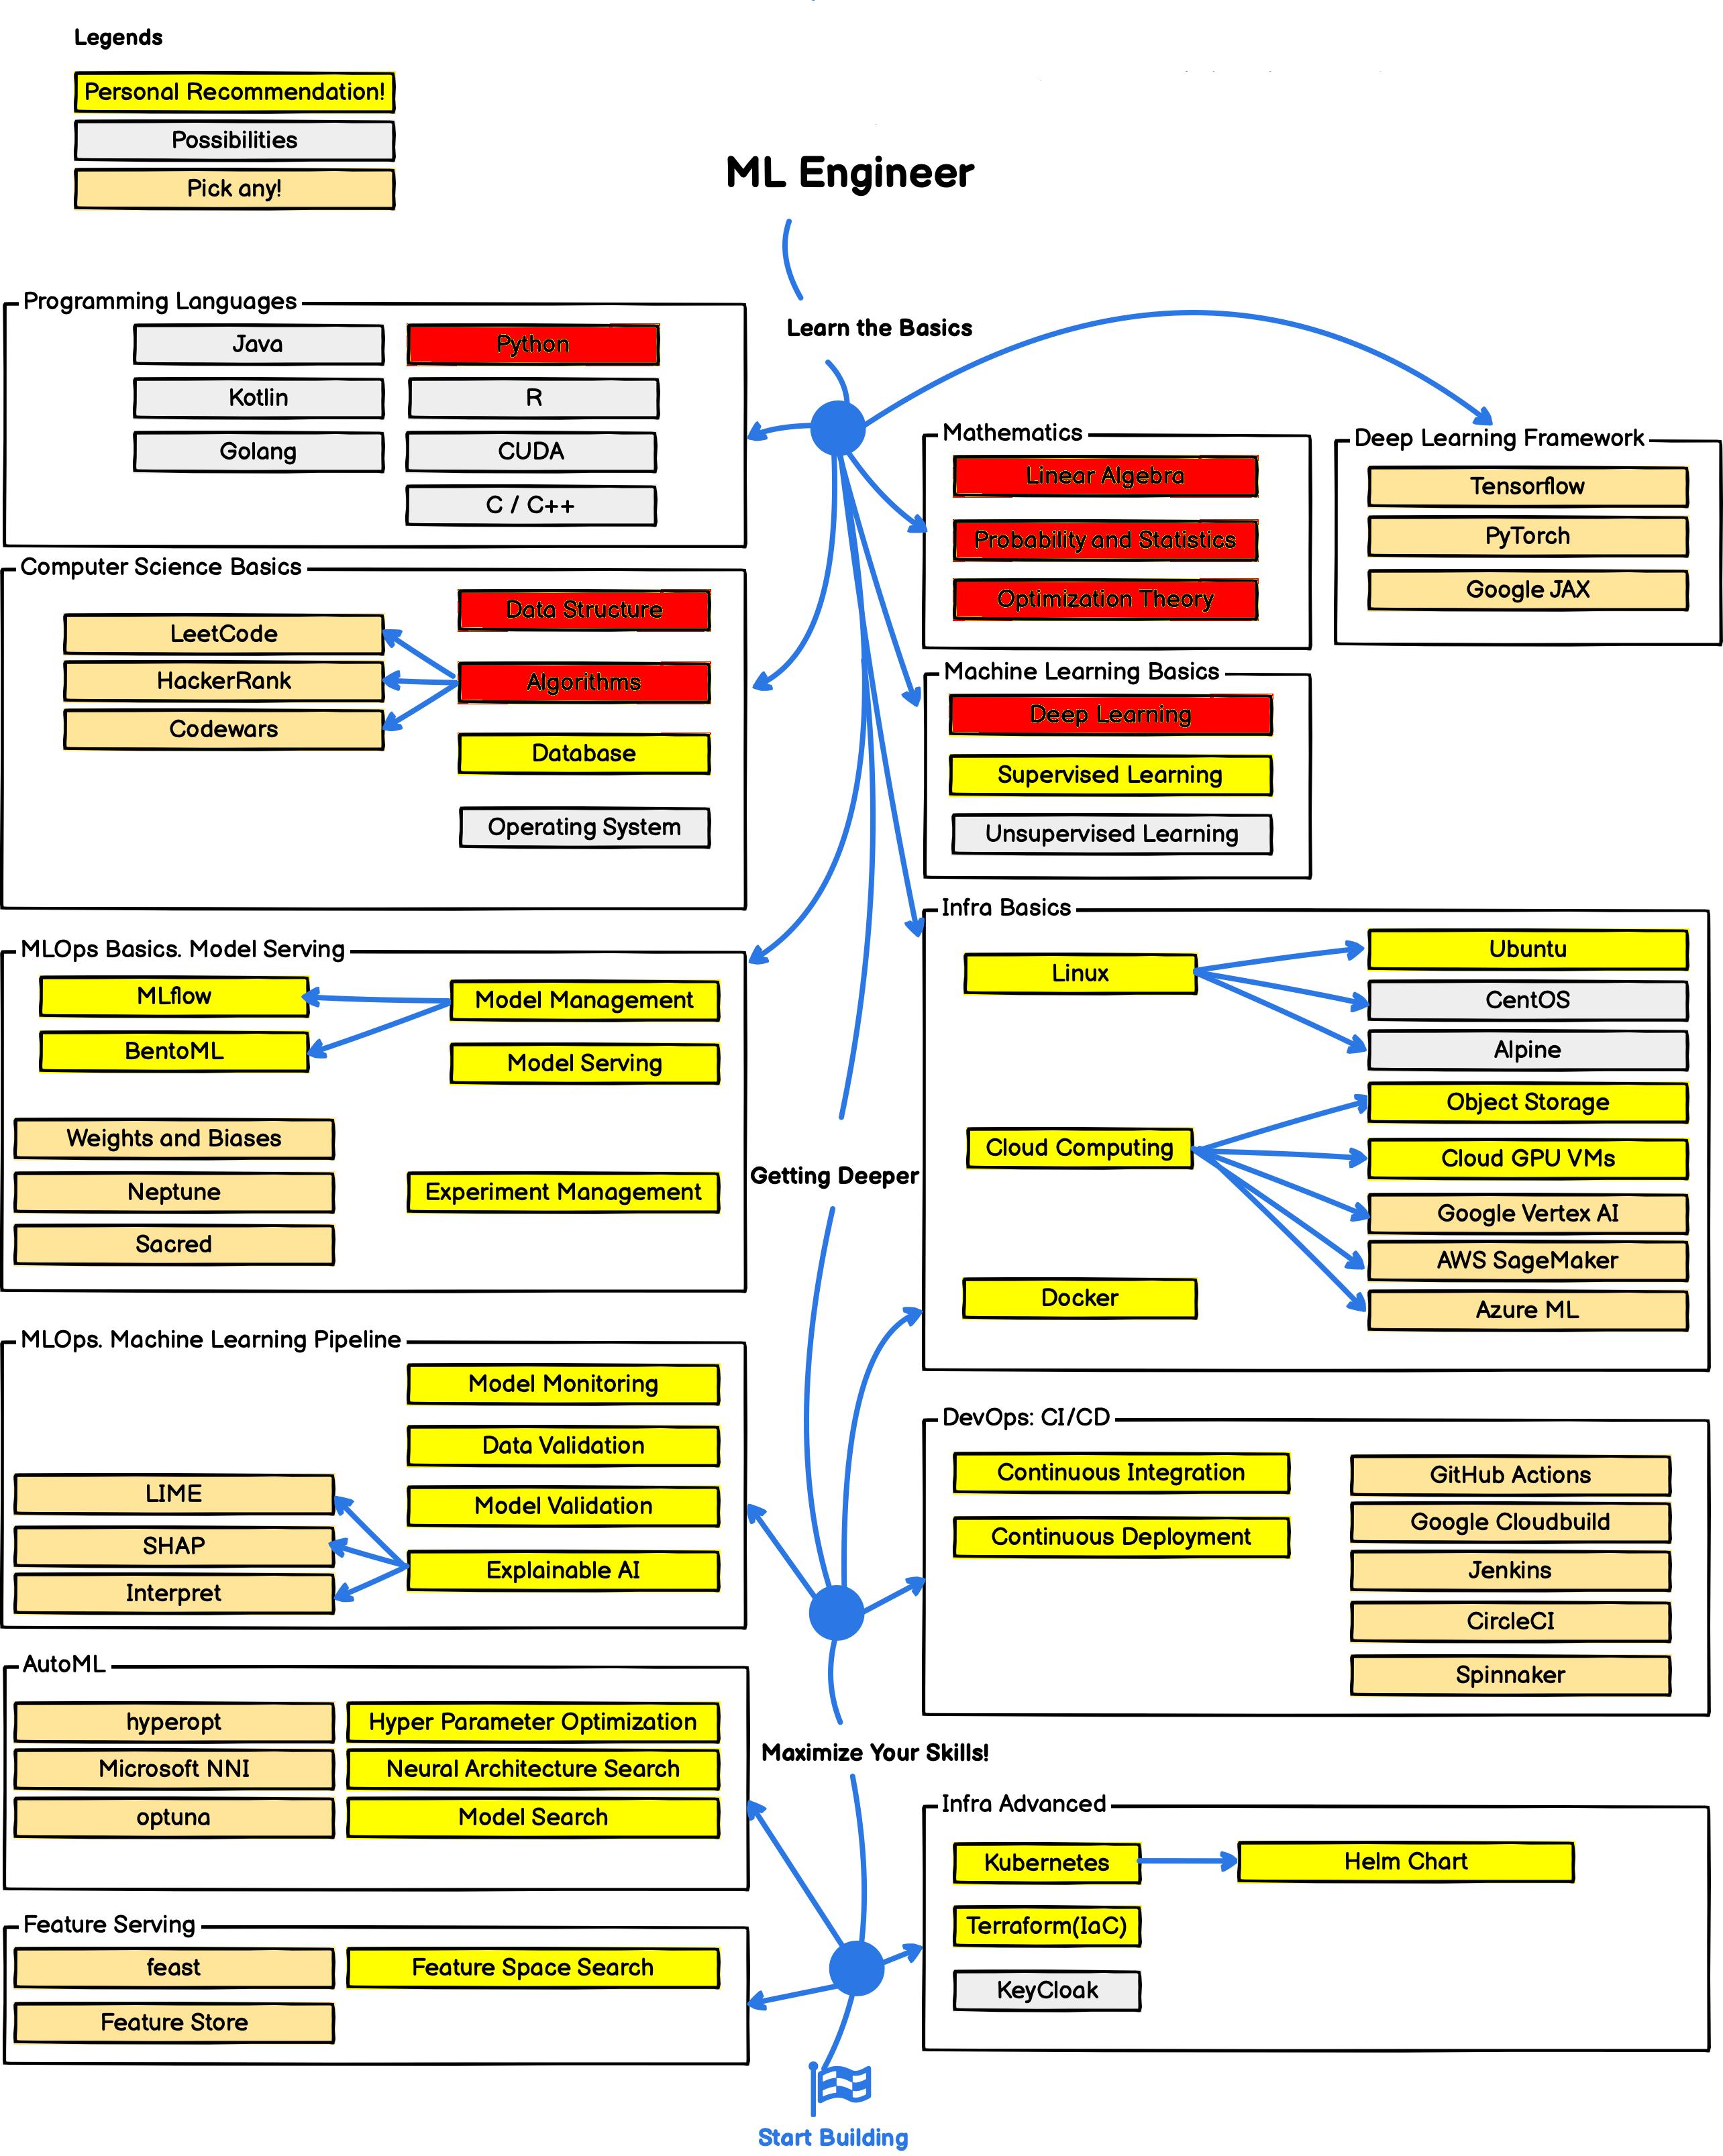 Legends
Personal Recommendation!
Possibilities
Pick any!
ML Engineer
Learn the Basics
Programming Languages
Java
Python
Kotlin
R
Golang
CUDA
C / C++
Mathematics
Linear Algebra
Probability and Statistics
Optimization Theory
Deep Learning Framework
Tensorflow
PyTorch
Google JAX
Computer Science Basics
Data Structure
LeetCode
HackerRank
Algorithms
Codewars
Database
Operating System
Machine Learning Basics
Deep Learning
Supervised Learning
Unsupervised Learning
MLOps Basics. Model Serving
MLflow
Model Management
BentoML
Model Serving
Weights and Biases
Neptune
Experiment Management
Sacred
Infra Basics
Linux
Ubuntu
CentOS
Alpine
Cloud Computing
Object Storage
Cloud GPU VMs
Google Vertex AI
AWS SageMaker
Azure ML
Docker
Getting Deeper
MLOps. Machine Learning Pipeline
Model Monitoring
Data Validation
LIME
Model Validation
SHAP
Explainable AI
Interpret
DevOps: CI/CD
Continuous Integration
Continuous Deployment
GitHub Actions
Google Cloudbuild
Jenkins
CircleCI
Spinnaker
Maximize Your Skills!
AutoML
hyperopt
Hyper Parameter Optimization
Microsoft NNI
Neural Architecture Search
optuna
Model Search
Infra Advanced
Kubernetes
Helm Chart
Terraform(IaC)
KeyCloak
Feature Serving
feast
Feature Space Search
Feature Store
Start Building